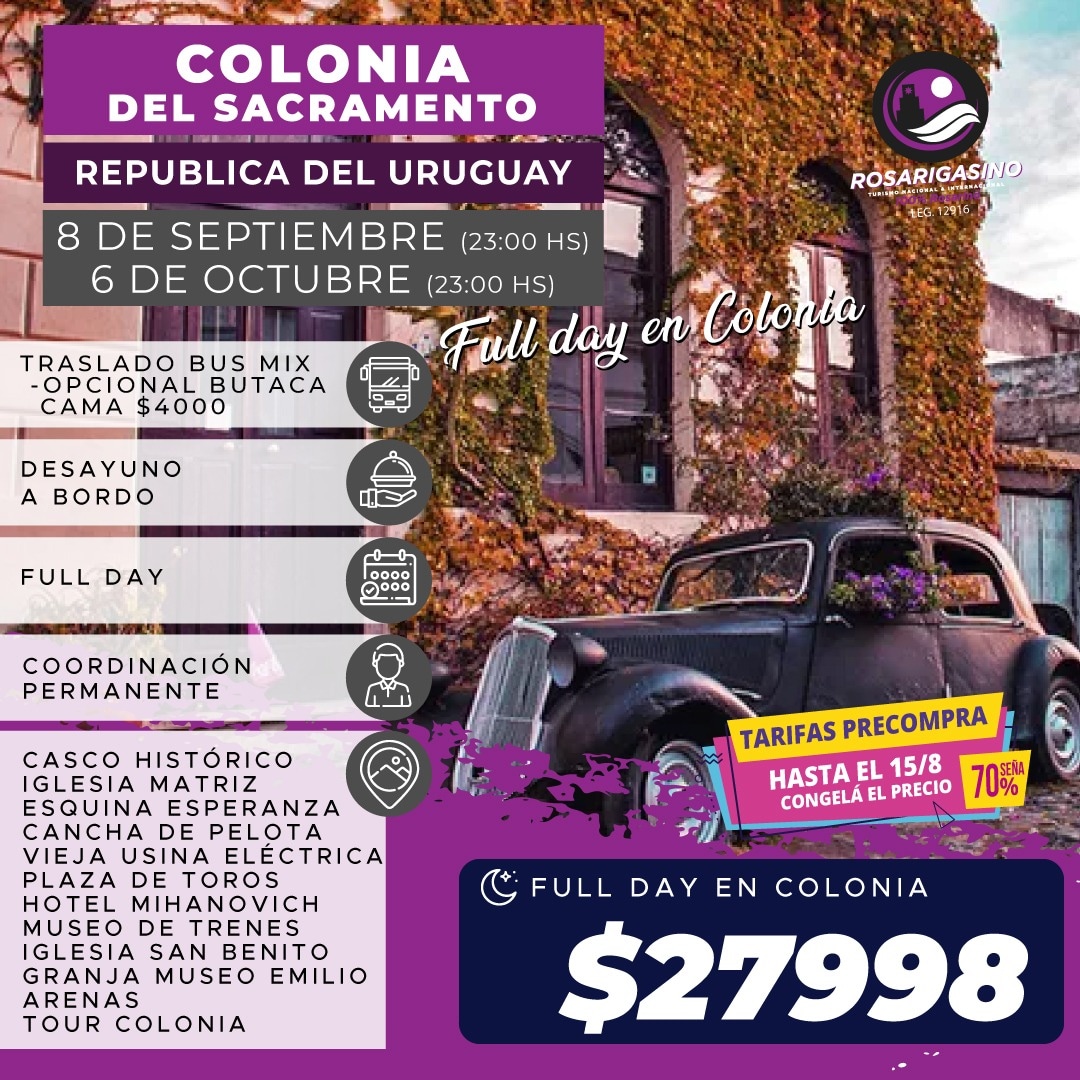 COLONIA
DEL SACRAMENTO
REPUBLICA DEL URUGUAY
8 DE SEPTIEMBRE (23:00 HS)
6 DE OCTUBRE (23:00 HS)
ROSARIGASINO
TURISMO NACIONAL & INTERNACIONAL
LEG. 12916
Full day en Colonia
TRASLADO BUS MIX
-OPCIONAL BUTACA
CAMA $4000
DESAYUNO
A BORDO
FULL DAY
COORDINACIÓN
PERMANENTE
CASCO HISTÓRICO
IGLESIA MATRIZ
ESQUINA ESPERANZA
CANCHA DE PELOTA
VIEJA USINA ELÉCTRICA
PLAZA DE TOROS
HOTEL MIHANOVICH
MUSEO DE TRENES
IGLESIA SAN BENITO
GRANJA MUSEO EMILIO
ARENAS
TOUR COLONIA
TARIFAS PRECOMPRA
HASTA EL 15/8
CONGELÁ EL PRECIO
70% SEÑA
FULL DAY EN COLONIA
$27998